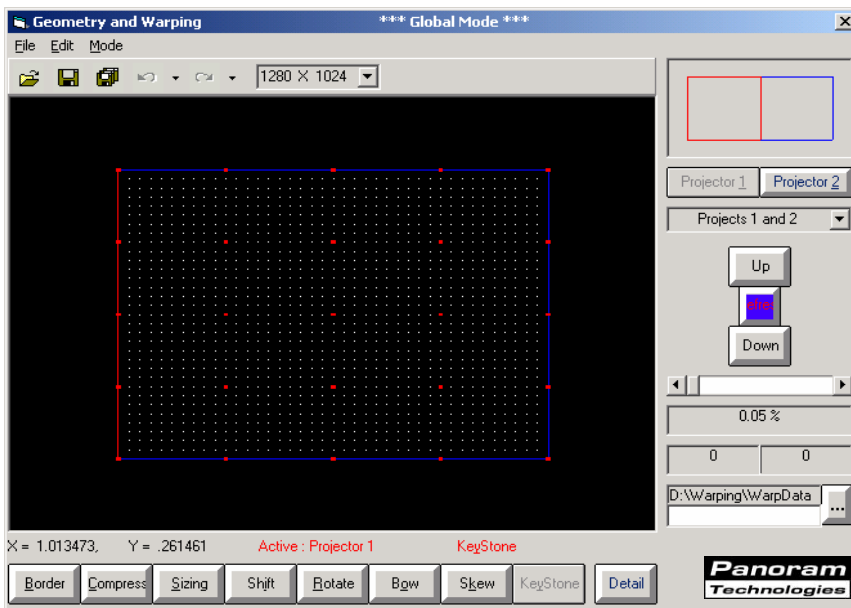 Geometry and Warping *** Global Mode ***
File Edit Mode
1280 X 1024
Projector 1 Projector 2
Projects 1 and 2
Up
efres
Down
0.05 %
0 0
D:\Warping\WarpData
...
X = 1.013473, Y = .261461 Active : Projector 1 KeyStone
Border Compress Sizing Shift Rotate Bow Skew KeyStone Detail
Panoram
Technologies